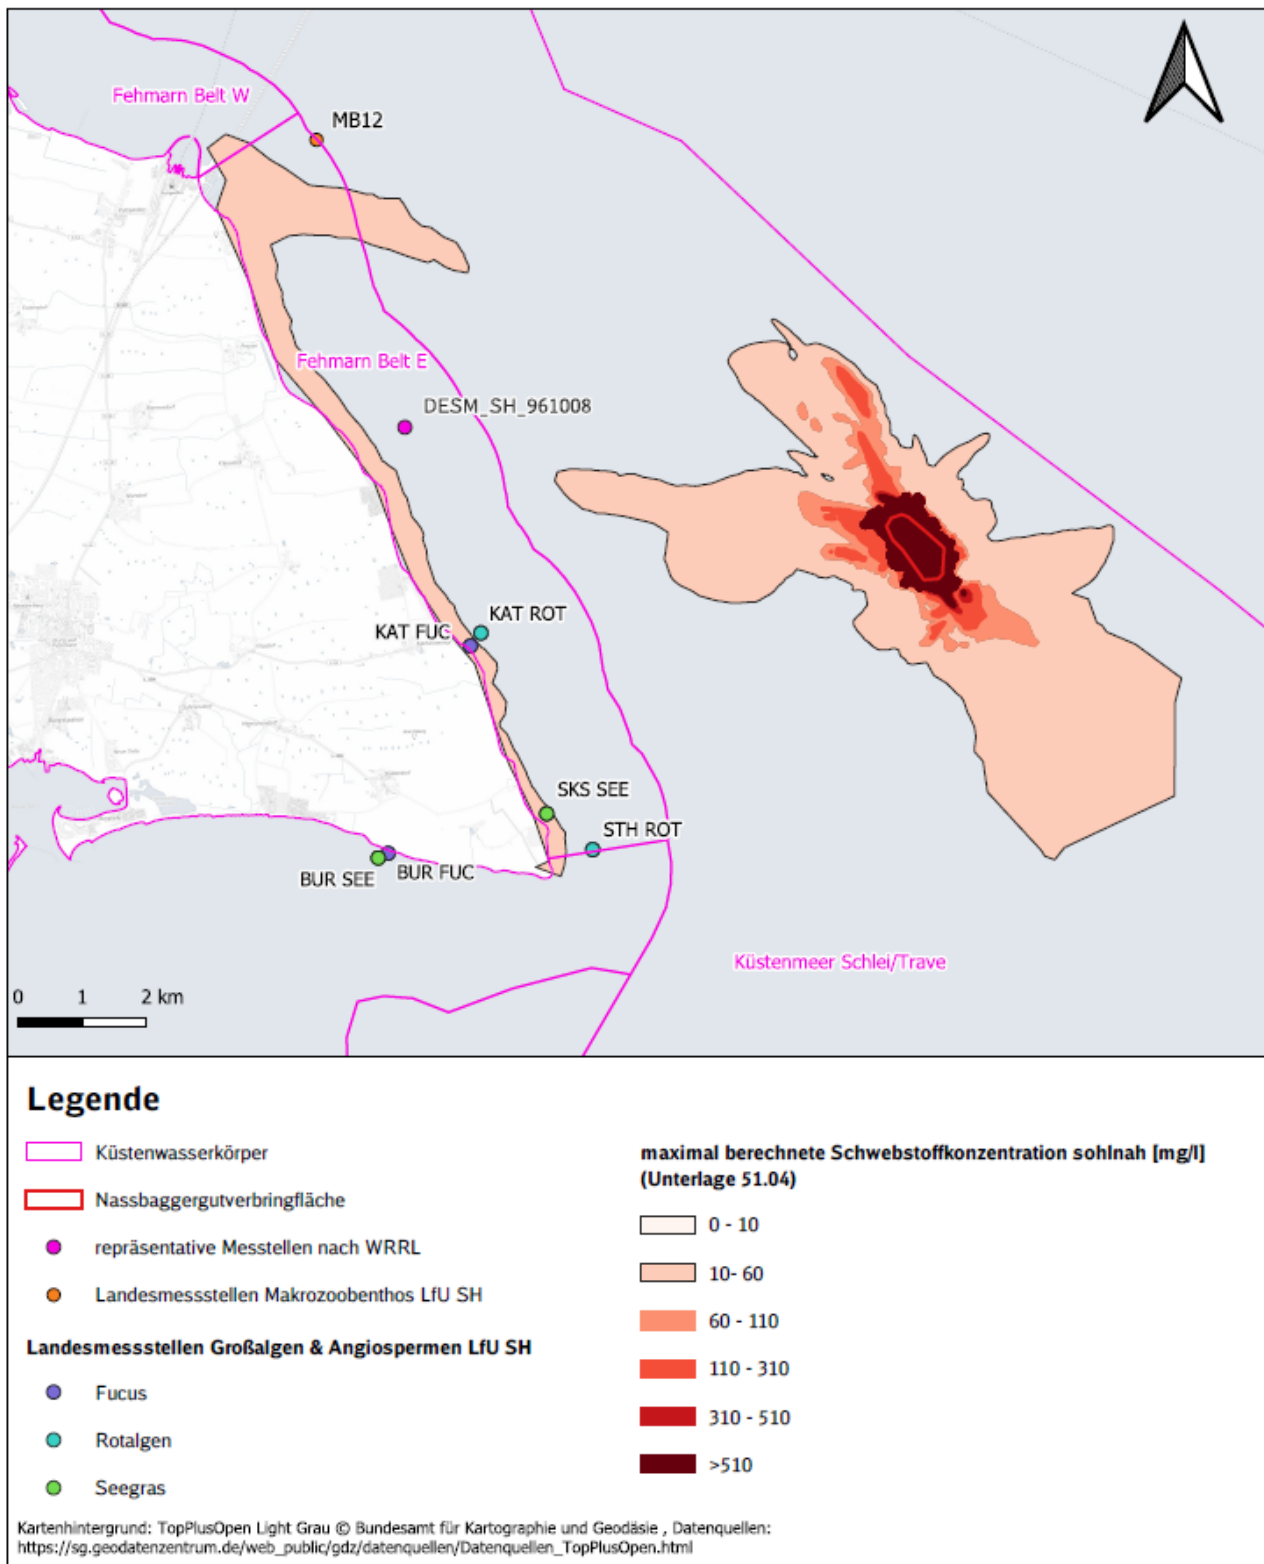 Fehmarn Belt W
MB12
Fehmarn Belt E
DESM_SH_961008
KAT ROT
KAT FUC
SKS SEE
STH ROT
BUR SEE
BUR FUC
Küstenmeer Schlei/Trave
0 1 2 km
Legende
Küstenwasserkörper
Nassbaggergutverbringfläche
repräsentative Messtellen nach WRRL
Landesmessstellen Makrozoobenthos LfU SH
Landesmessstellen Großalgen & Angiospermen LfU SH
Fucus
Rotalgen
Seegras
maximal berechnete Schwebstoffkonzentration sohlnah [mg/l]
(Unterlage 51.04)
0 - 10
10- 60
60 - 110
110 - 310
310 - 510
>510
Kartenhintergrund: TopPlusOpen Light Grau © Bundesamt für Kartographie und Geodäsie , Datenquellen:
https://sg.geodatenzentrum.de/web_public/gdz/datenquellen/Datenquellen_TopPlusOpen.html